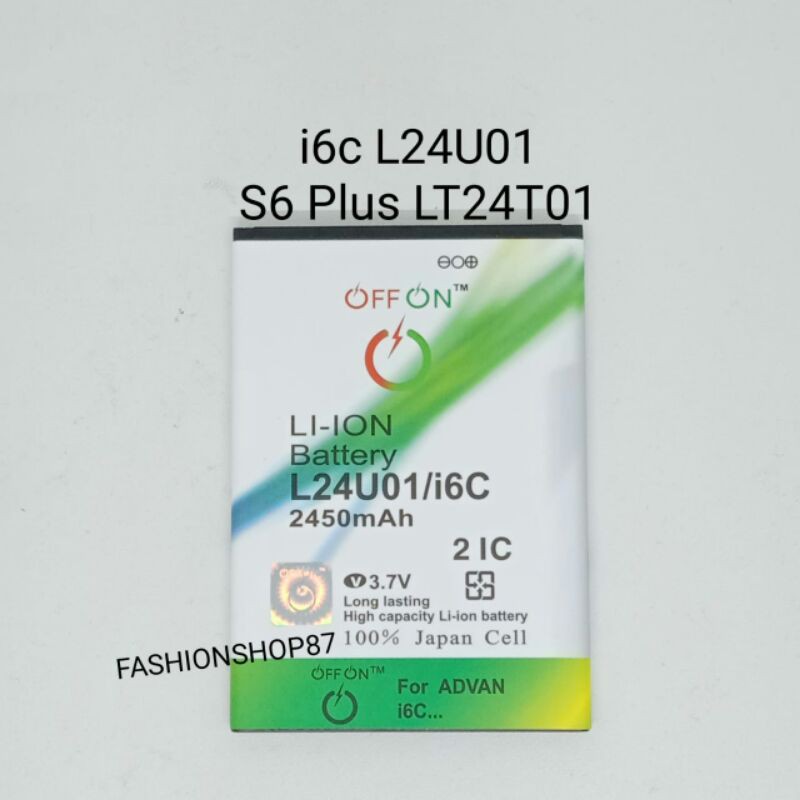 i6c L24U01
S6 Plus LT24T01
⊖○⊕
OFF ON™
LI-ION
Battery
L24U01/i6C
2450mAh
2 IC
V 3.7V
Long lasting
High capacity Li-ion battery
100% Japan Cell
FASHIONSHOP87
OFF ON™
For ADVAN
i6C...